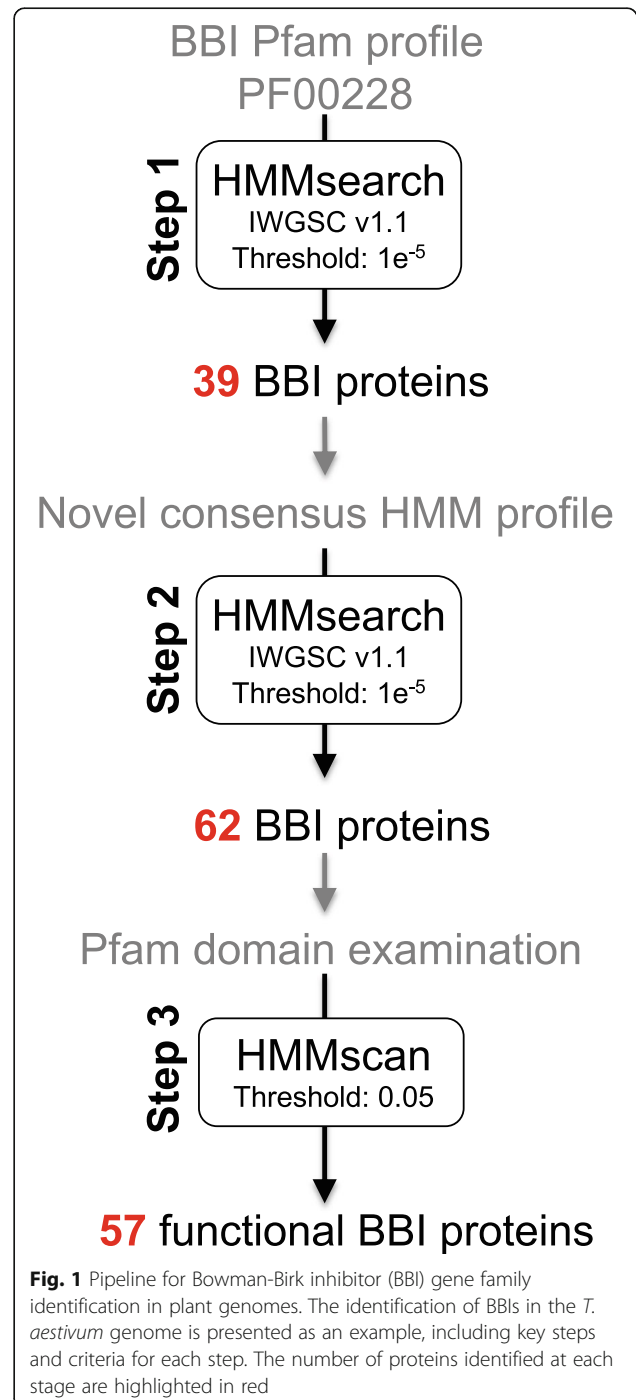 BBI Pfam profile
PF00228
Step 1
HMMsearch
IWGSC v1.1
Threshold: 1e-5
39 BBI proteins
Novel consensus HMM profile
Step 2
HMMsearch
IWGSC v1.1
Threshold: 1e-5
62 BBI proteins
Pfam domain examination
Step 3
HMMscan
Threshold: 0.05
57 functional BBI proteins
Fig. 1 Pipeline for Bowman-Birk inhibitor (BBI) gene family
identification in plant genomes. The identification of BBIs in the T.
aestivum genome is presented as an example, including key steps
and criteria for each step. The number of proteins identified at each
stage are highlighted in red